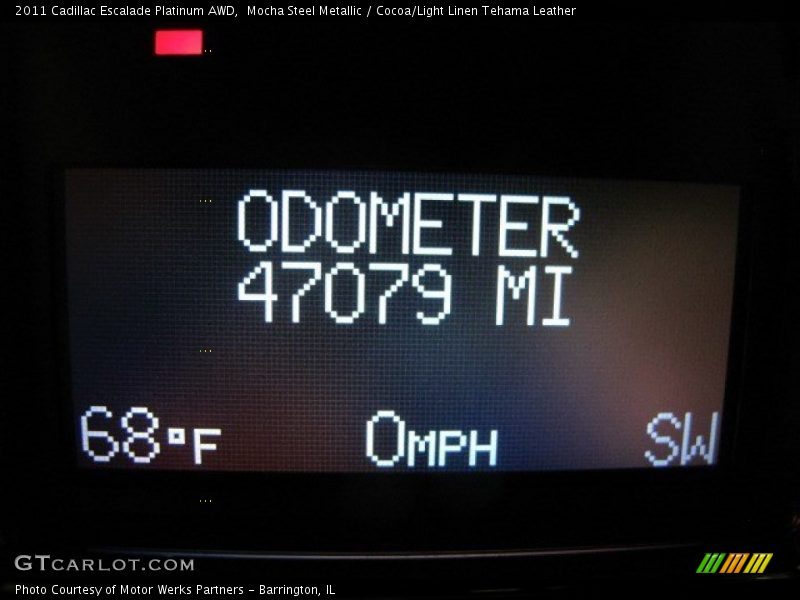 2011 Cadillac Escalade Platinum AWD,  Mocha Steel Metallic / Cocoa/Light Linen Tehama Leather
ODOMETER
47079 MI
68°F 0MPH SW
GTCARLOT.COM
Photo Courtesy of Motor Werks Partners - Barrington, IL